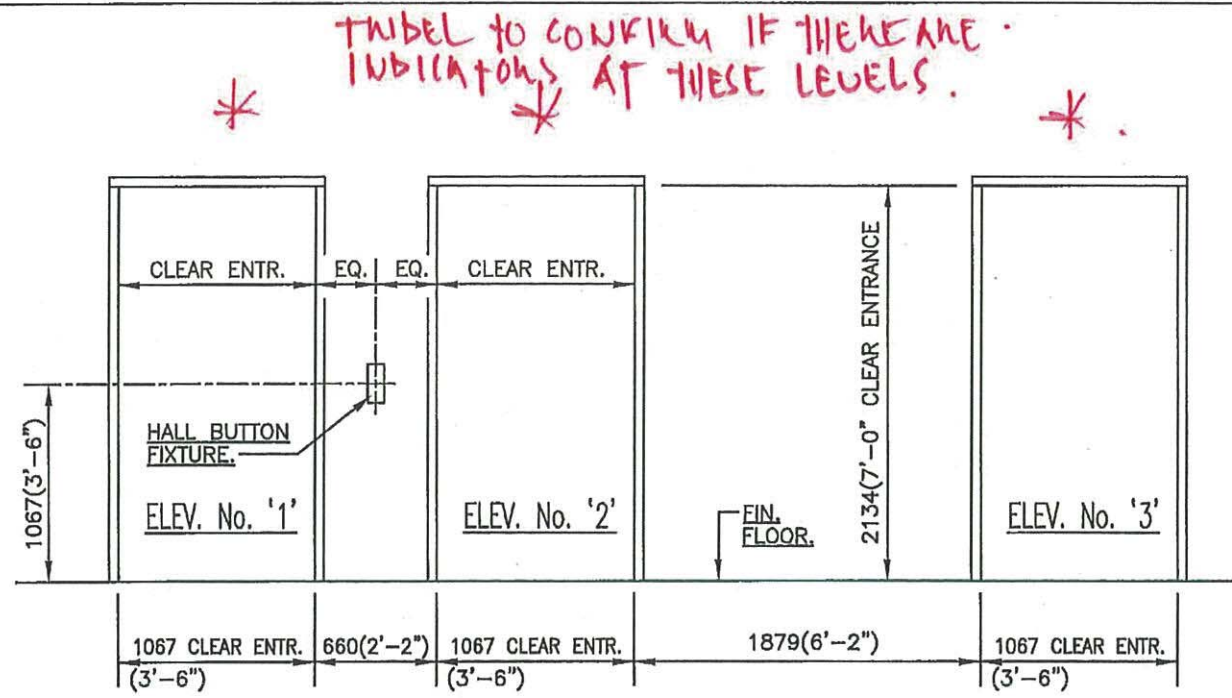 TRIDEL TO CONFIRM IF THERE ARE
INDICATORS AT THESE LEVELS.
* * *.
CLEAR ENTR. EQ. EQ. CLEAR ENTR.
2134(7'-0" CLEAR ENTRANCE
1067(3'-6")
HALL BUTTON
FIXTURE.
ELEV. No. '1' ELEV. No. '2' FIN.
FLOOR.
ELEV. No. '3'
1067 CLEAR ENTR. 660(2'-2") 1067 CLEAR ENTR. 1879(6'-2") 1067 CLEAR ENTR.
(3'-6") (3'-6") (3'-6")